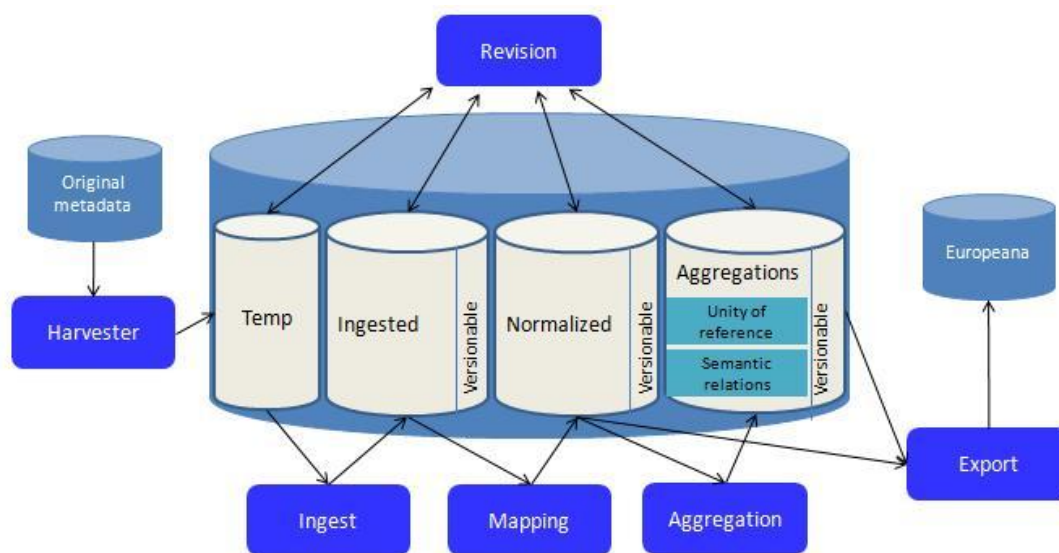 Revision
Original
metadata
Harvester
Temp
Ingested
Versionable
Normalized
Versionable
Aggregations
Unity of
reference
Semantic
relations
Versionable
Europeana
Export
Ingest
Mapping
Aggregation